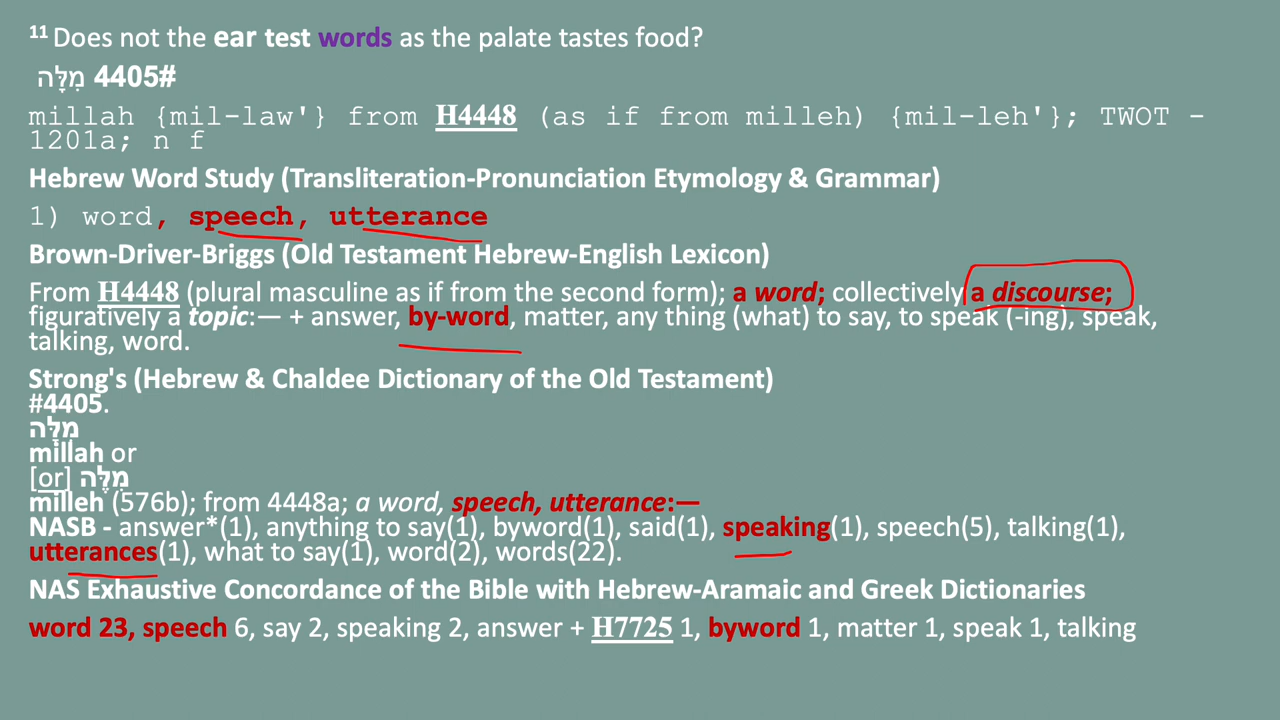 ¹¹ Does not the ear test words as the palate tastes food?
מִלָּה 4405#
millah {mil-law'} from H4448 (as if from milleh) {mil-leh'}; TWOT -
1201a; n f
Hebrew Word Study (Transliteration-Pronunciation Etymology & Grammar)
1) word, speech, utterance
Brown-Driver-Briggs (Old Testament Hebrew-English Lexicon)
From H4448 (plural masculine as if from the second form); a word; collectively a discourse;
figuratively a topic:— + answer, by-word, matter, any thing (what) to say, to speak (-ing), speak,
talking, word.
Strong's (Hebrew & Chaldee Dictionary of the Old Testament)
#4405.
מִלָּה
millah or
[or] מִלֶּה
milleh (576b); from 4448a; a word, speech, utterance:—
NASB - answer*(1), anything to say(1), byword(1), said(1), speaking(1), speech(5), talking(1),
utterances(1), what to say(1), word(2), words(22).
NAS Exhaustive Concordance of the Bible with Hebrew-Aramaic and Greek Dictionaries
word 23, speech 6, say 2, speaking 2, answer + H7725 1, byword 1, matter 1, speak 1, talking